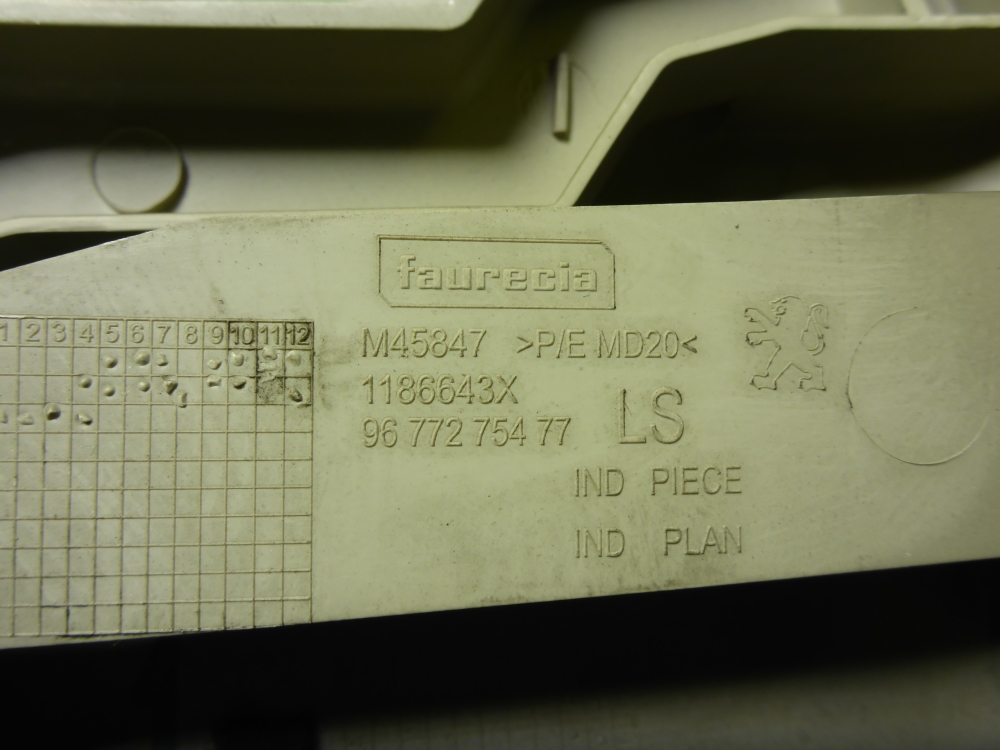 faurecia
1 2 3 4 5 6 7 8 9 10 11 12
M45847 >P/E MD20<
1186643X
96 772 754 77 LS
IND PIECE
IND PLAN